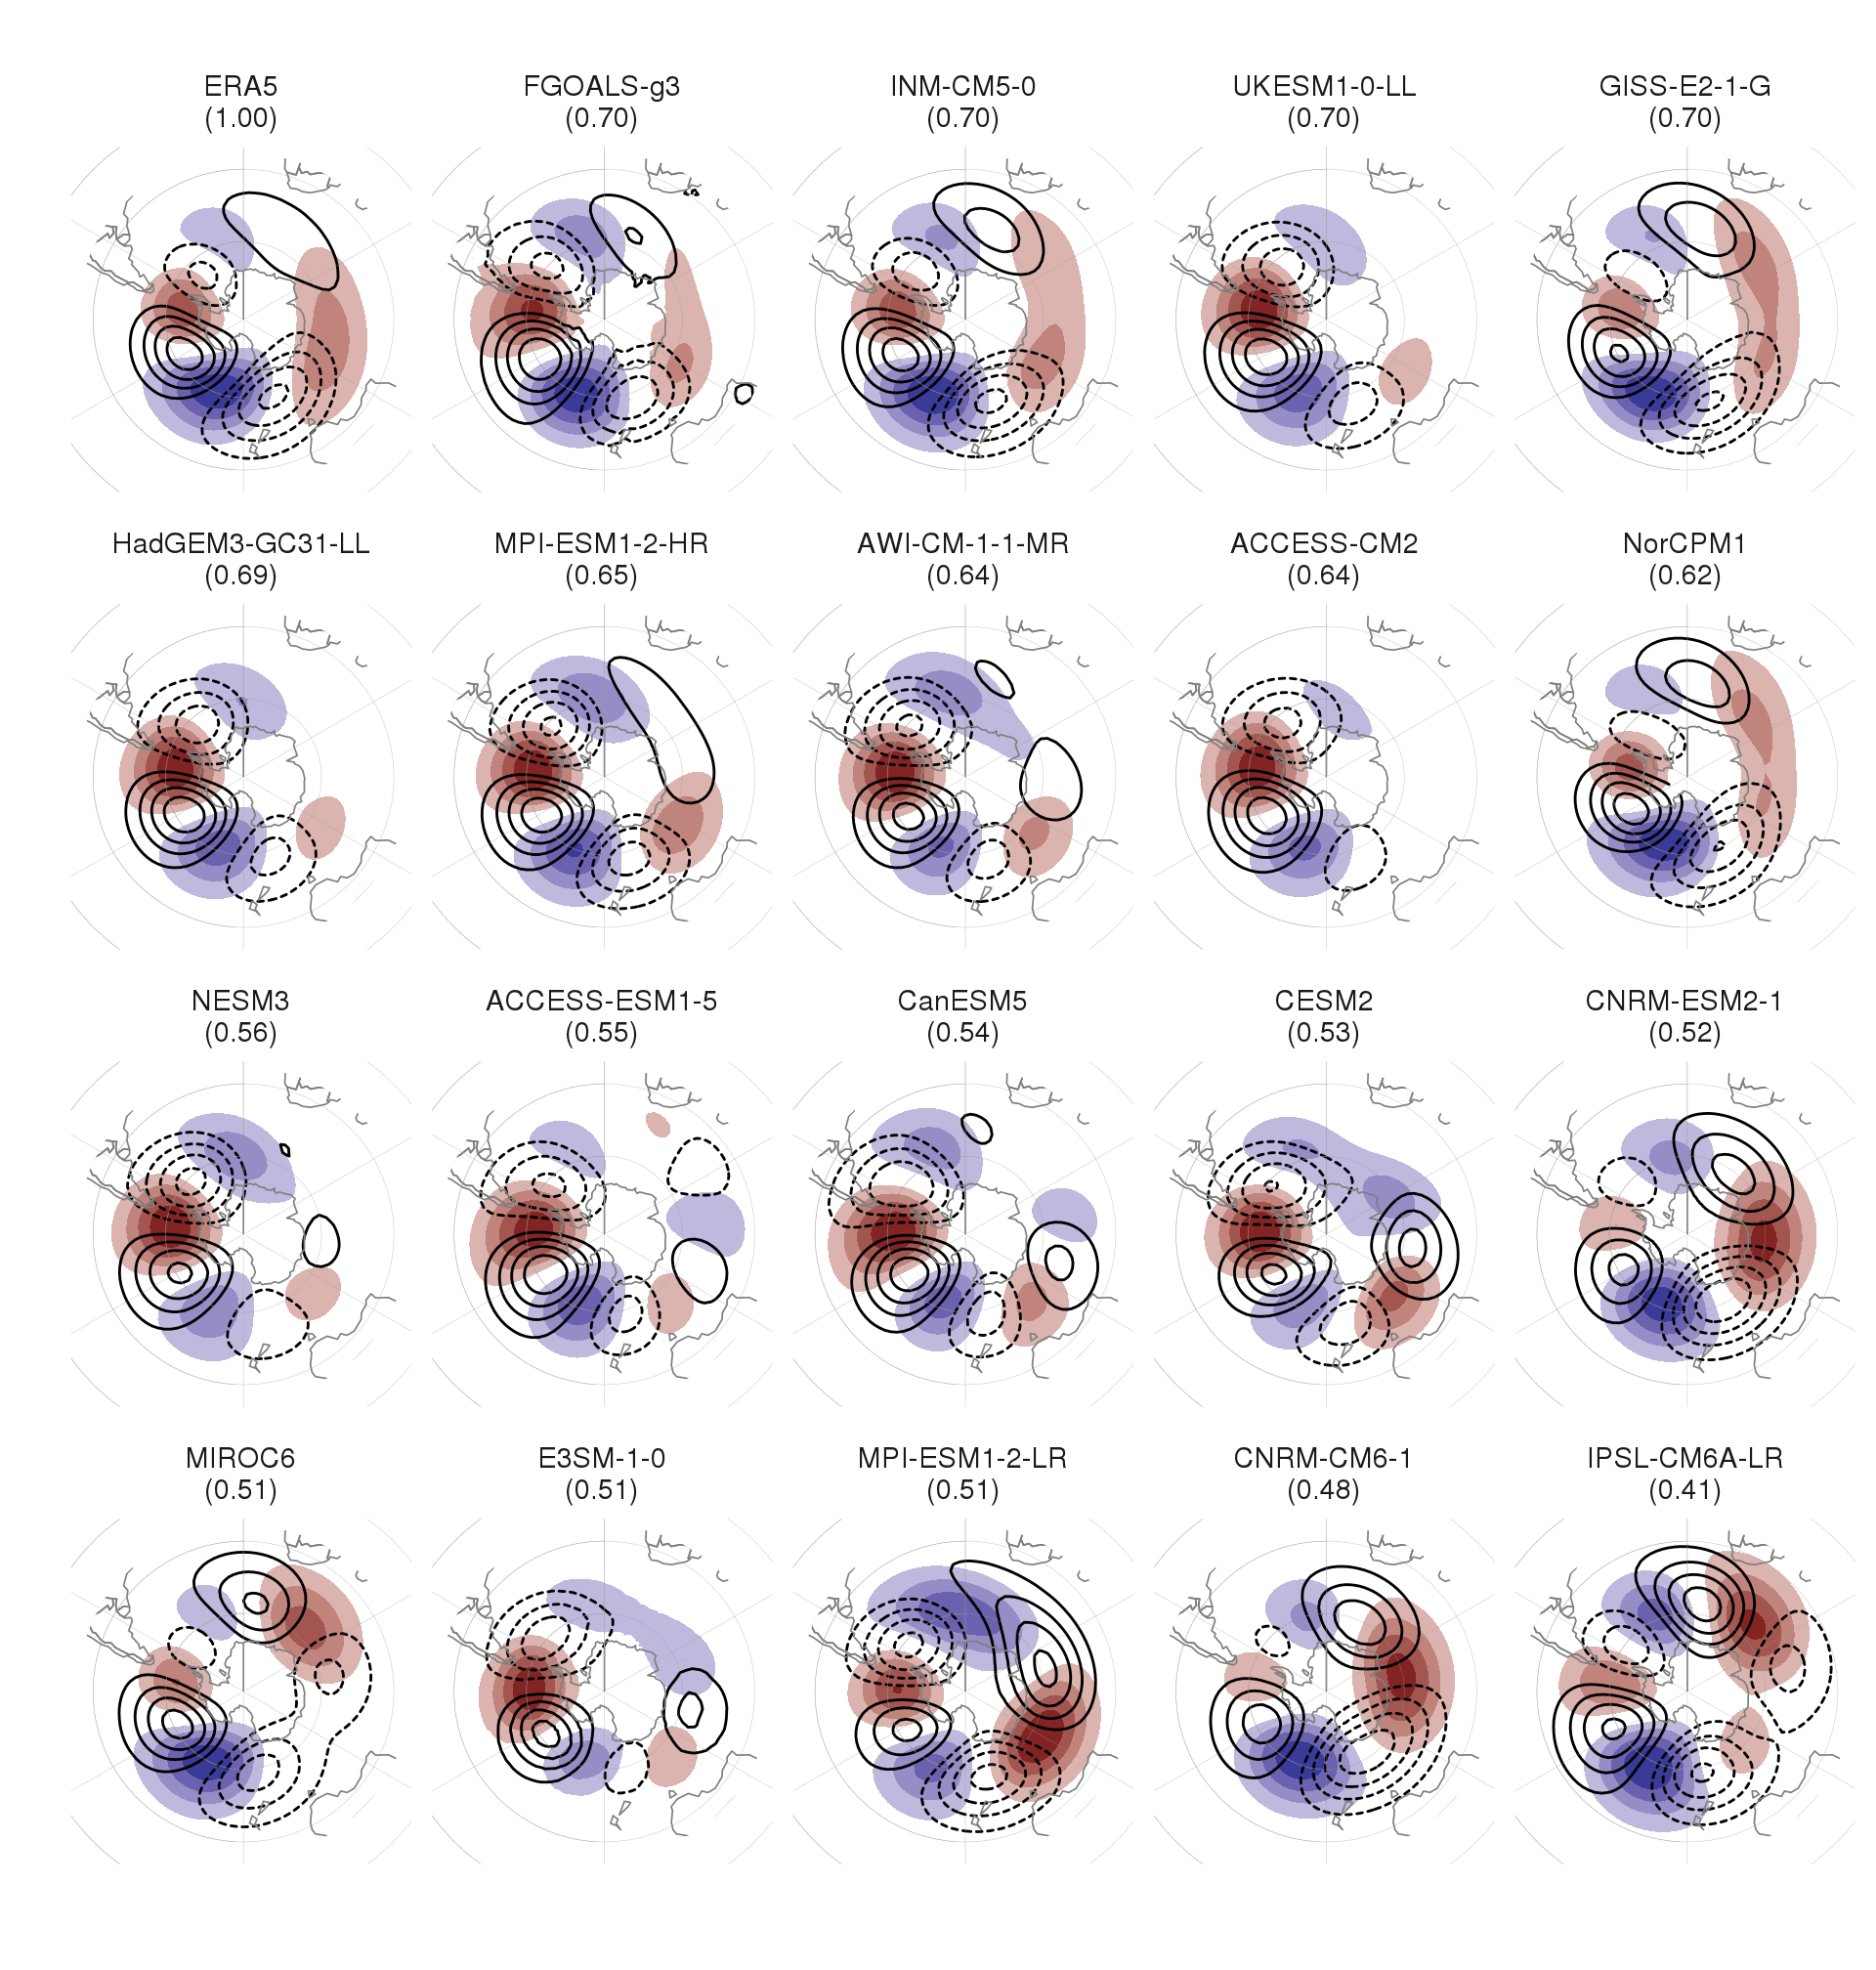 ERA5
(1.00)
FGOALS-g3
(0.70)
INM-CM5-0
(0.70)
UKESM1-0-LL
(0.70)
GISS-E2-1-G
(0.70)
HadGEM3-GC31-LL
(0.69)
MPI-ESM1-2-HR
(0.65)
AWI-CM-1-1-MR
(0.64)
ACCESS-CM2
(0.64)
NorCPM1
(0.62)
NESM3
(0.56)
ACCESS-ESM1-5
(0.55)
CanESM5
(0.54)
CESM2
(0.53)
CNRM-ESM2-1
(0.52)
MIROC6
(0.51)
E3SM-1-0
(0.51)
MPI-ESM1-2-LR
(0.51)
CNRM-CM6-1
(0.48)
IPSL-CM6A-LR
(0.41)